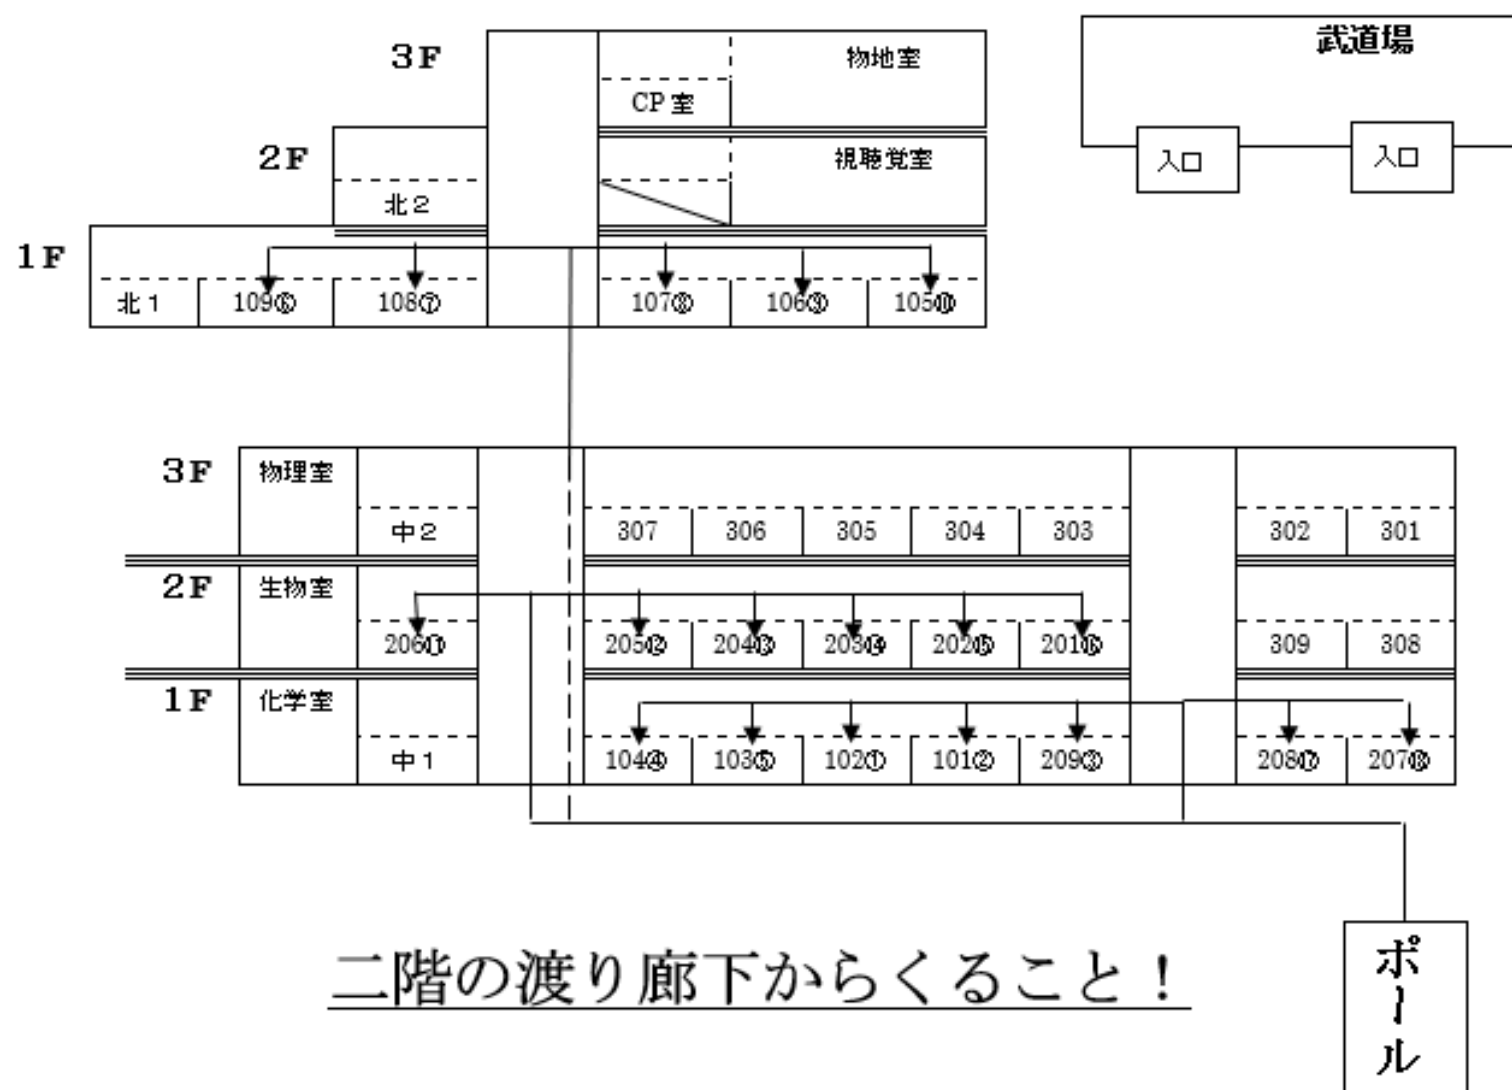 武道場
入口 入口
3F 物地室
CP室
2F 視聴覚室
北2
1F
北1 109⑥ 108⑦ 107⑧ 106⑨ 105⑩
3F 物理室
中2 307 306 305 304 303 302 301
2F 生物室
206⑪ 205⑫ 204⑬ 203⑭ 202⑮ 201⑯ 309 308
1F 化学室
中1 104④ 103⑤ 102① 101② 209③ 208⑰ 207⑱
二階の渡り廊下からくること！
ポール